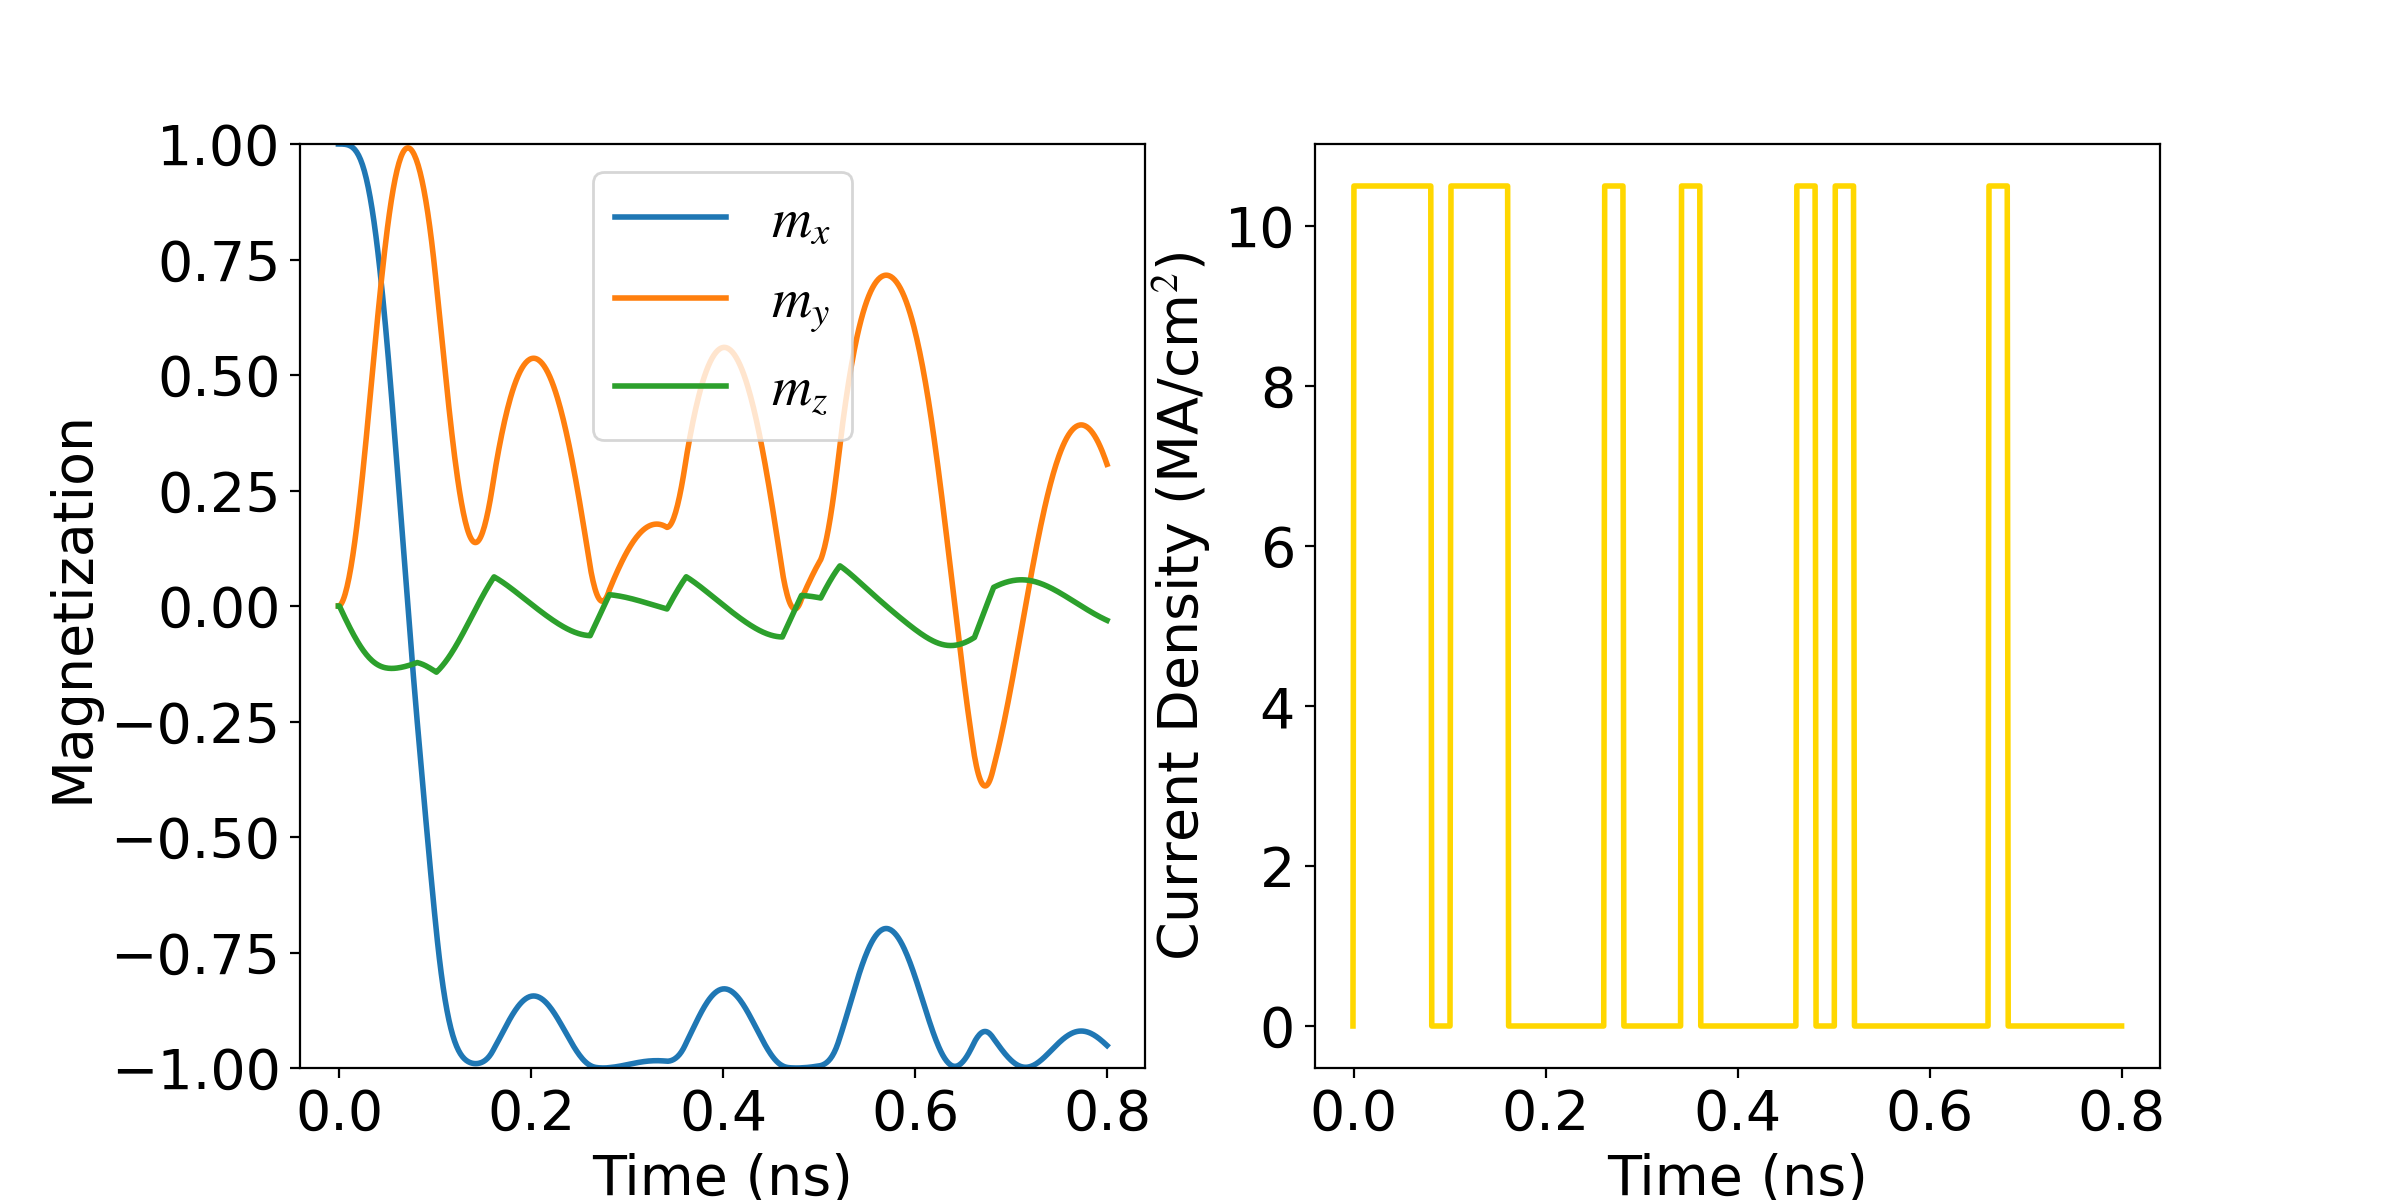 1.00
0.75
0.50
0.25
0.00
−0.25
−0.50
−0.75
−1.00
Magnetization
0.0 0.2 0.4 0.6 0.8
Time (ns)
m_x
m_y
m_z
10
8
6
4
2
0
Current Density (MA/cm²)
0.0 0.2 0.4 0.6 0.8
Time (ns)